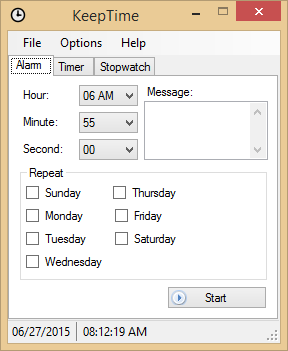 KeepTime
File Options Help
Alarm Timer Stopwatch
Hour: 06 AM Message:
Minute: 55
Second: 00
Repeat
Sunday Thursday
Monday Friday
Tuesday Saturday
Wednesday
Start
06/27/2015 08:12:19 AM